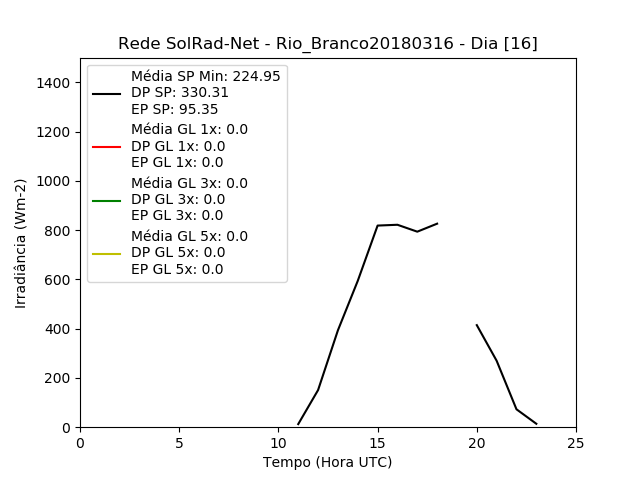 Rede SolRad-Net - Rio_Branco20180316 - Dia [16]
Média SP Min: 224.95
DP SP: 330.31
EP SP: 95.35
Média GL 1x: 0.0
DP GL 1x: 0.0
EP GL 1x: 0.0
Média GL 3x: 0.0
DP GL 3x: 0.0
EP GL 3x: 0.0
Média GL 5x: 0.0
DP GL 5x: 0.0
EP GL 5x: 0.0
Irradiância (Wm-2)
1400
1200
1000
800
600
400
200
0
0 5 10 15 20 25
Tempo (Hora UTC)